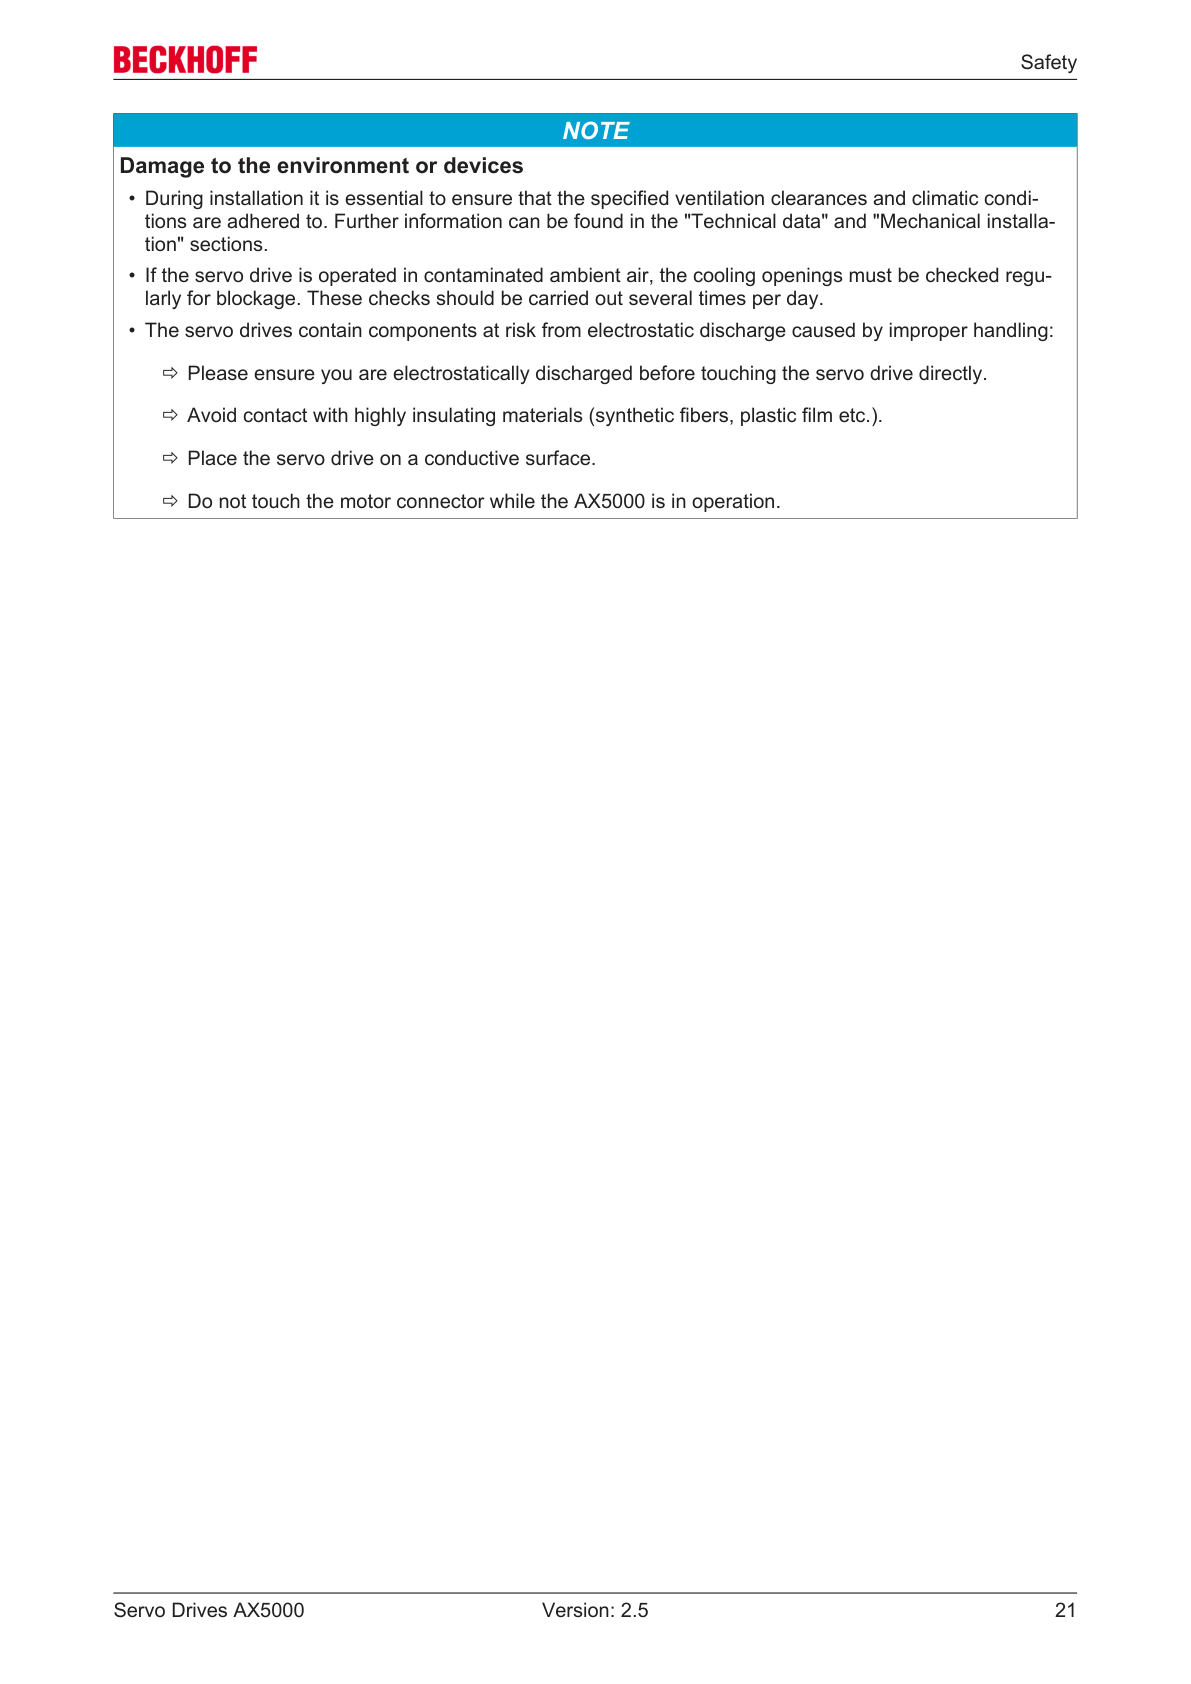 BECKHOFF
Safety
NOTE
Damage to the environment or devices
• During installation it is essential to ensure that the specified ventilation clearances and climatic condi-
tions are adhered to. Further information can be found in the "Technical data" and "Mechanical installa-
tion" sections.
• If the servo drive is operated in contaminated ambient air, the cooling openings must be checked regu-
larly for blockage. These checks should be carried out several times per day.
• The servo drives contain components at risk from electrostatic discharge caused by improper handling:
⇨ Please ensure you are electrostatically discharged before touching the servo drive directly.
⇨ Avoid contact with highly insulating materials (synthetic fibers, plastic film etc.).
⇨ Place the servo drive on a conductive surface.
⇨ Do not touch the motor connector while the AX5000 is in operation.
Servo Drives AX5000 Version: 2.5 21